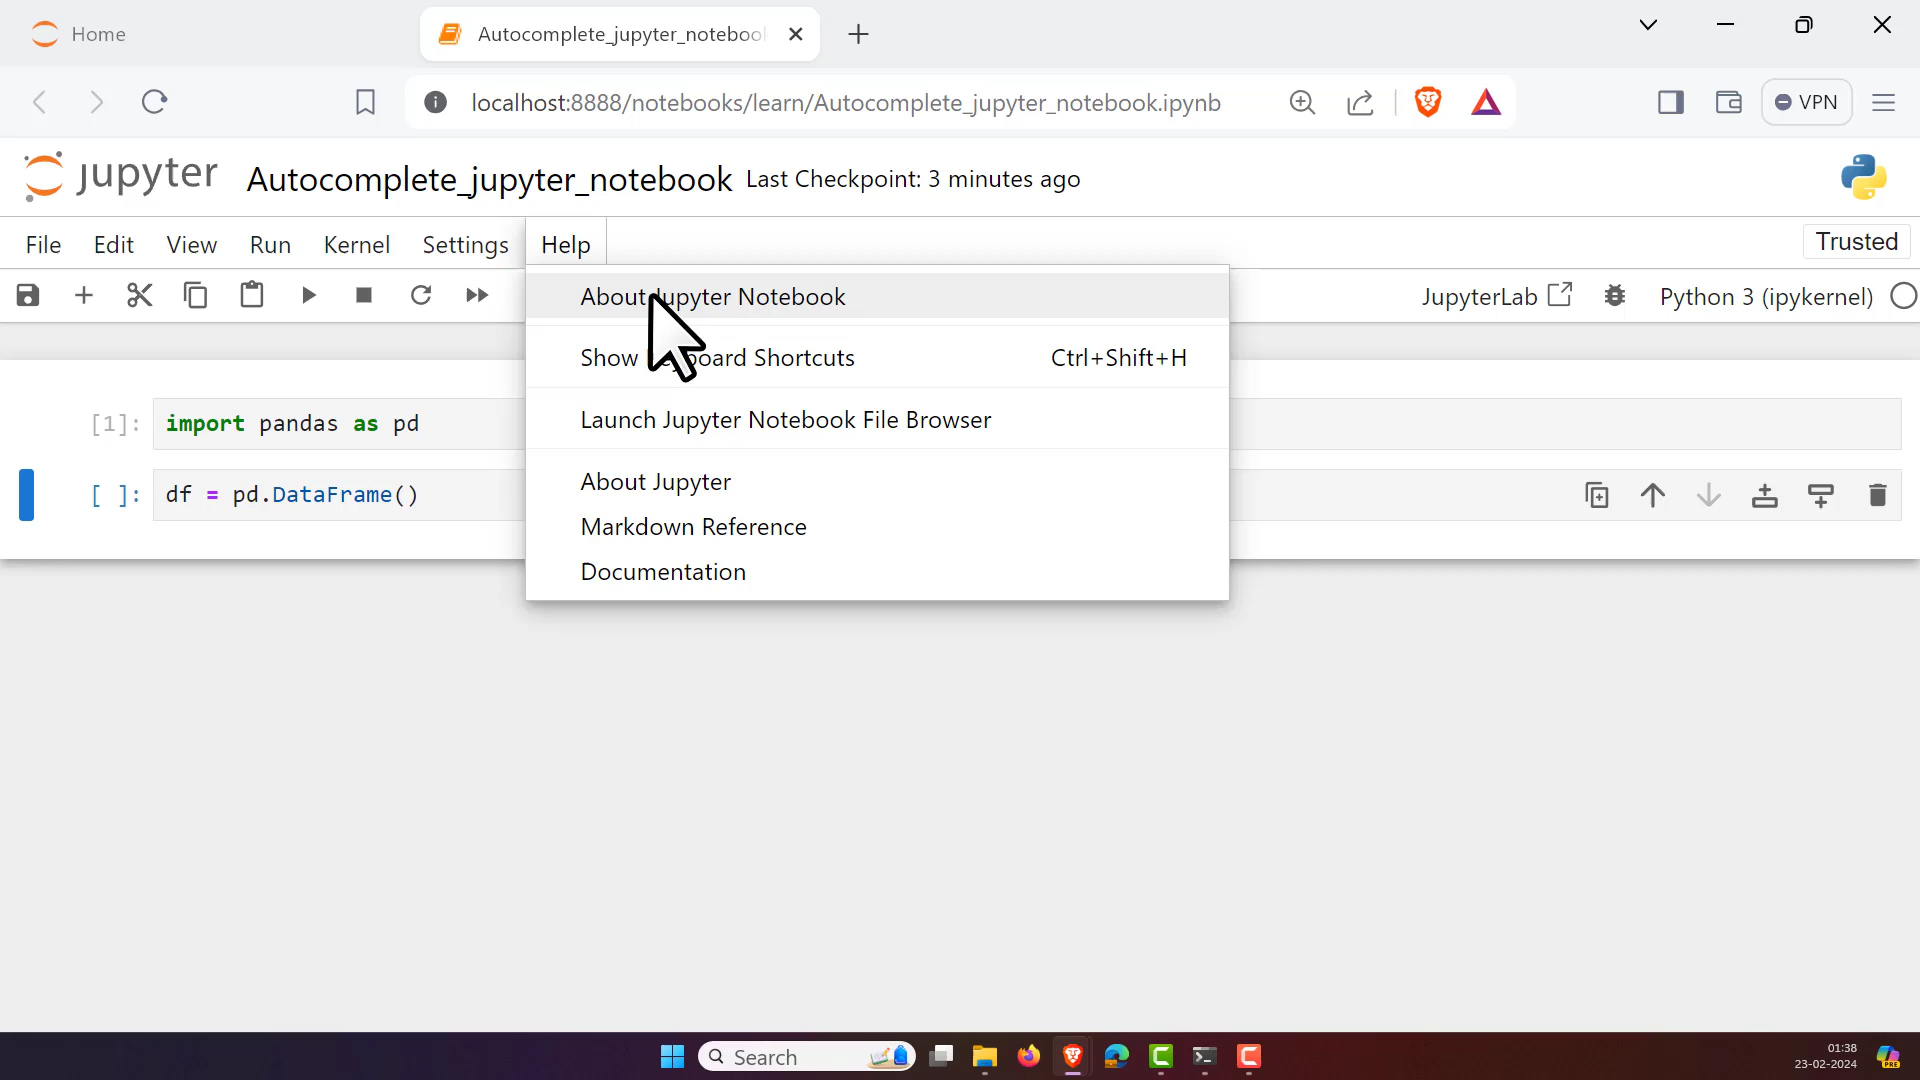 Home
Autocomplete_jupyter_noteboo
localhost:8888/notebooks/learn/Autocomplete_jupyter_notebook.ipynb
VPN
jupyter Autocomplete_jupyter_notebook Last Checkpoint: 3 minutes ago
File Edit View Run Kernel Settings Help
Trusted
JupyterLab Python 3 (ipykernel)
About Jupyter Notebook
Show Keyboard Shortcuts Ctrl+Shift+H
Launch Jupyter Notebook File Browser
About Jupyter
Markdown Reference
Documentation
[1]: import pandas as pd
[ ]: df = pd.DataFrame()
Search
01:38
23-02-2024
PRE